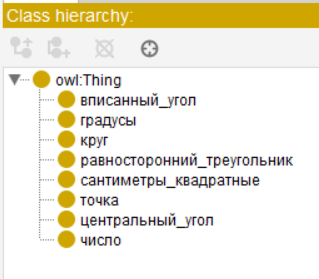 Class hierarchy:
owl:Thing
вписанный_угол
градусы
круг
равносторонний_треугольник
сантиметры_квадратные
точка
центральный_угол
число